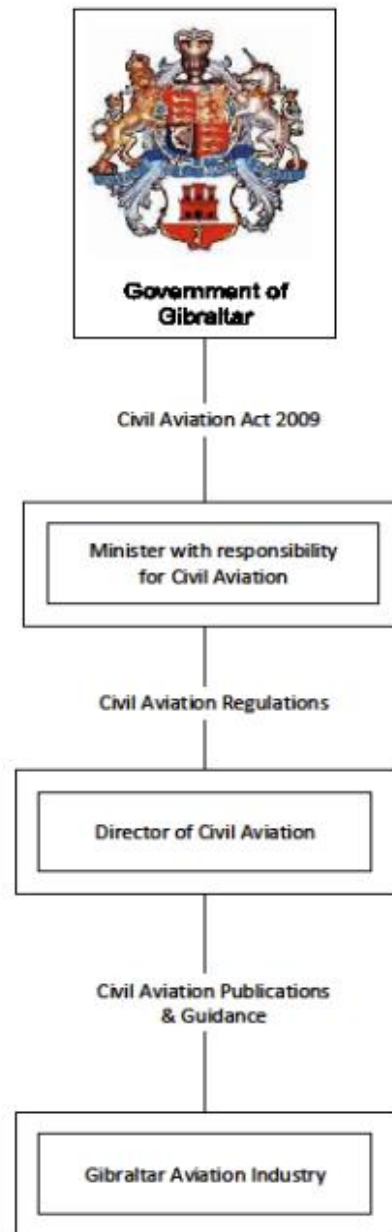 Government of
Gibraltar
Civil Aviation Act 2009
Minister with responsibility
for Civil Aviation
Civil Aviation Regulations
Director of Civil Aviation
Civil Aviation Publications
& Guidance
Gibraltar Aviation Industry